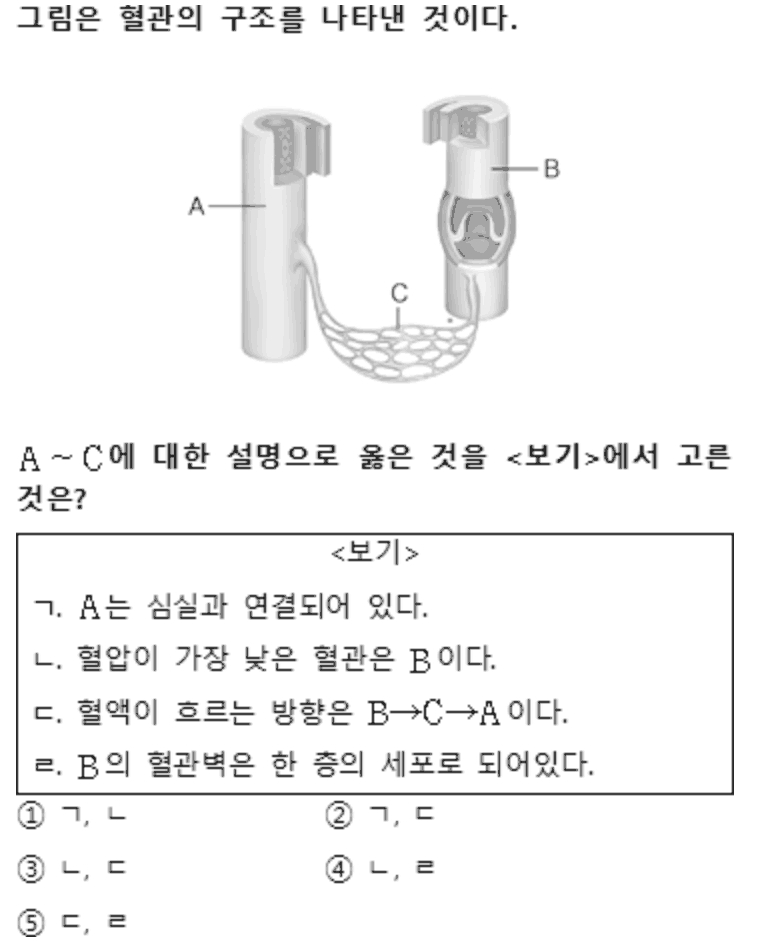 그림은 혈관의 구조를 나타낸 것이다.
A
B
C
A ~ C에 대한 설명으로 옳은 것을 <보기>에서 고른
것은?
<보기>
ㄱ. A는 심실과 연결되어 있다.
ㄴ. 혈압이 가장 낮은 혈관은 B이다.
ㄷ. 혈액이 흐르는 방향은 B→C→A이다.
ㄹ. B의 혈관벽은 한 층의 세포로 되어있다.
① ㄱ, ㄴ ② ㄱ, ㄷ
③ ㄴ, ㄷ ④ ㄴ, ㄹ
⑤ ㄷ, ㄹ